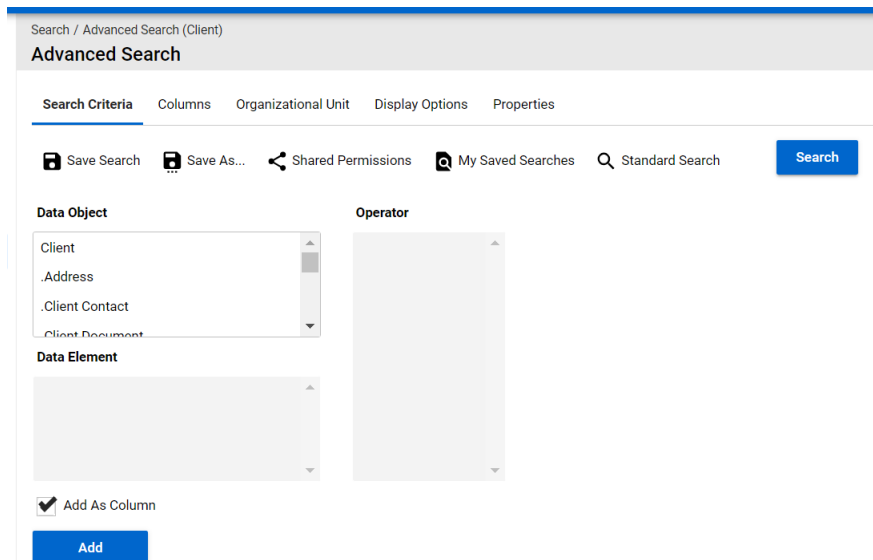 Search / Advanced Search (Client)
Advanced Search
Search Criteria Columns Organizational Unit Display Options Properties
Save Search Save As... Shared Permissions My Saved Searches Standard Search Search
Data Object Operator
Client
.Address
.Client Contact
.Client Document
Data Element
Add As Column
Add